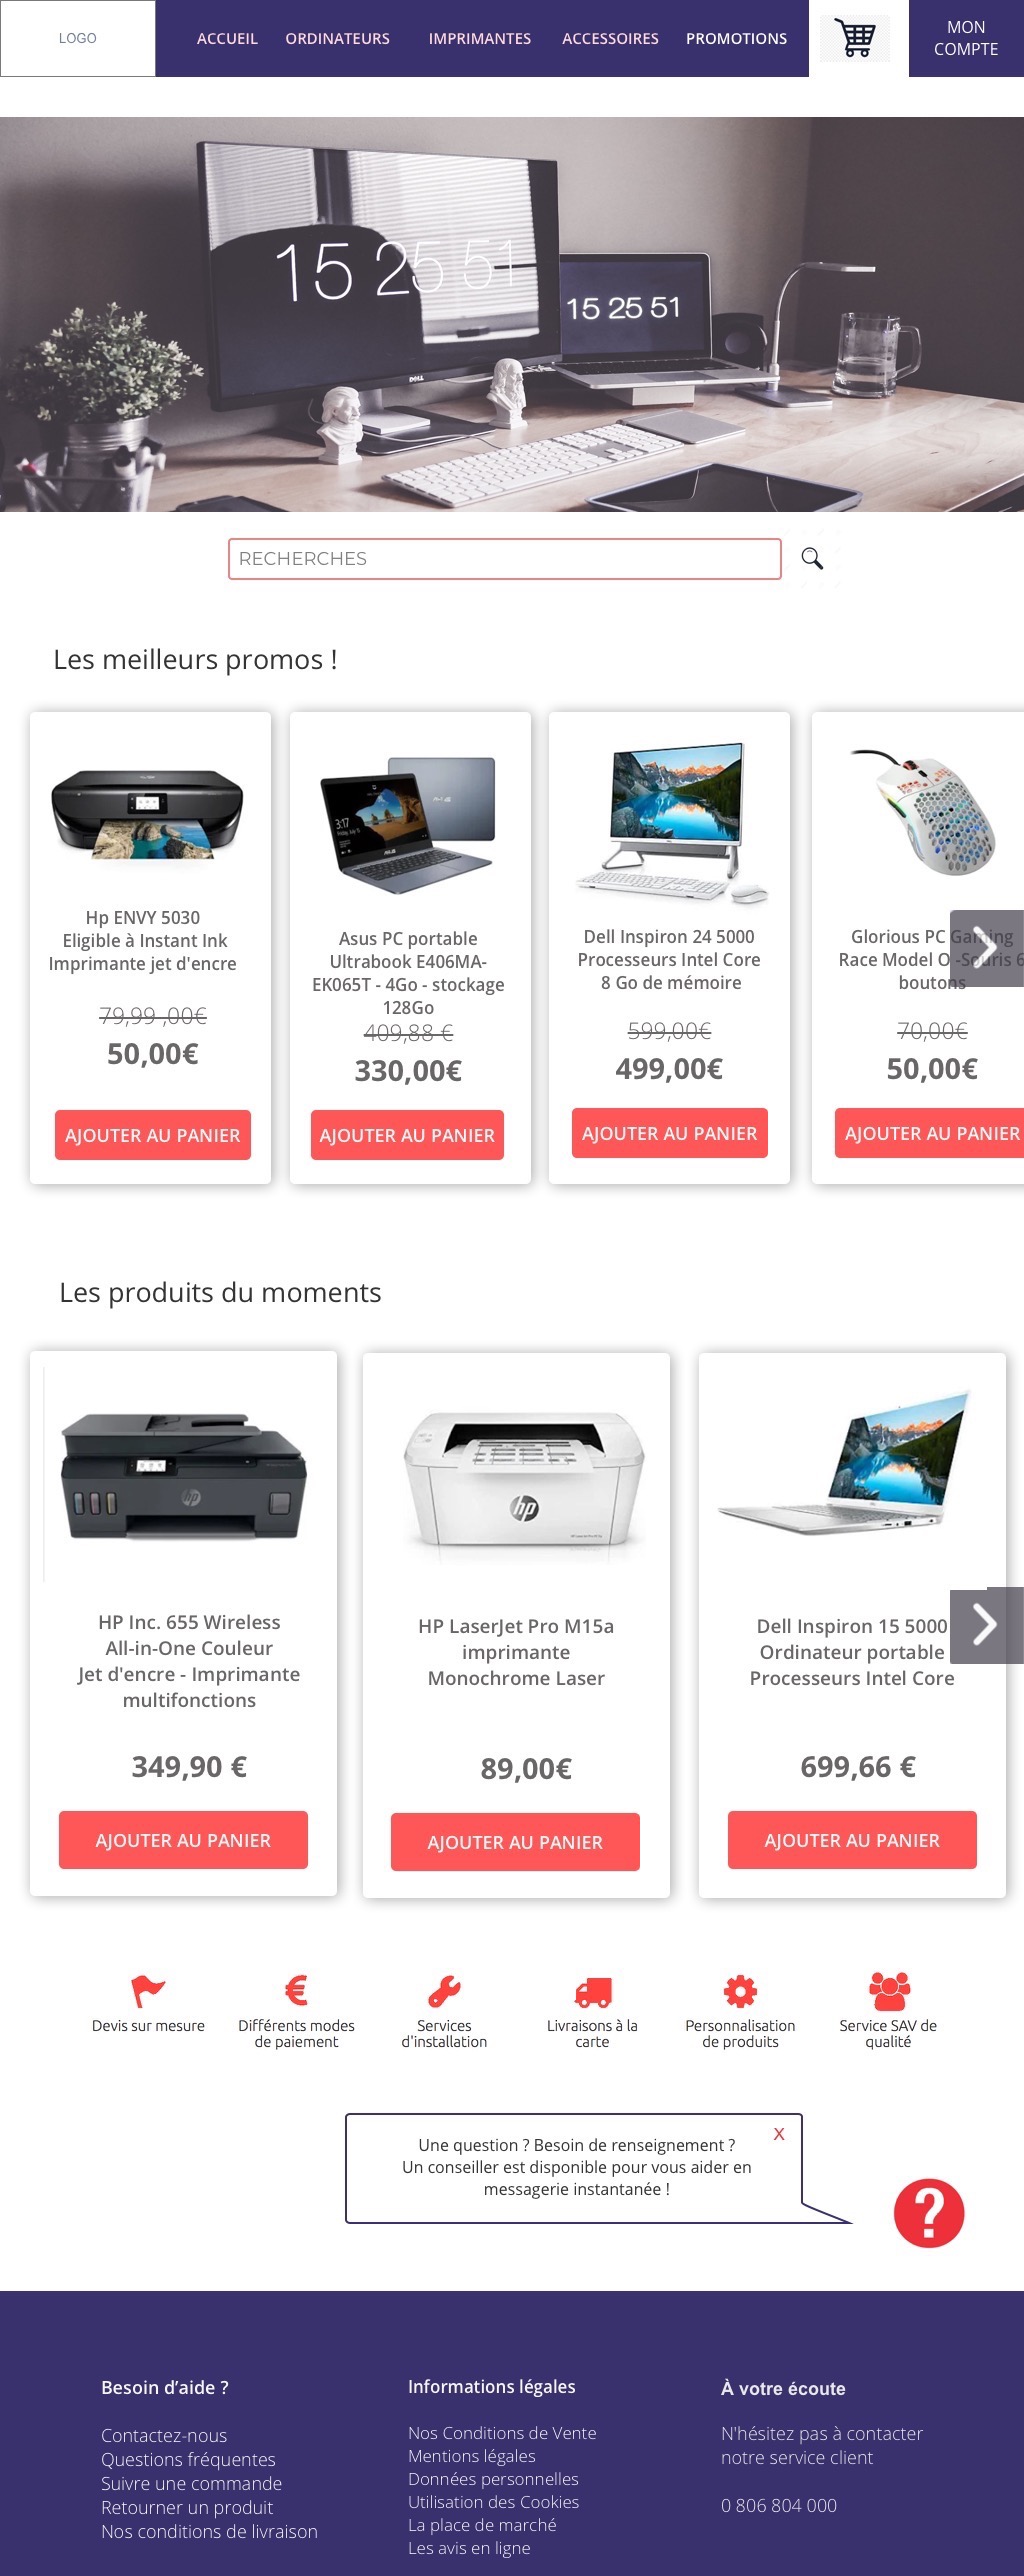 LOGO
ACCUEIL ORDINATEURS IMPRIMANTES ACCESSOIRES PROMOTIONS
MON
COMPTE
15 25 51
15 25 51
DELL
RECHERCHES
Les meilleurs promos !
3:17
Hp ENVY 5030
Eligible à Instant Ink
Imprimante jet d'encre
79,99 ,00€
50,00€
AJOUTER AU PANIER
Asus PC portable
Ultrabook E406MA-
EK065T - 4Go - stockage
128Go
409,88 €
330,00€
AJOUTER AU PANIER
Dell Inspiron 24 5000
Processeurs Intel Core
8 Go de mémoire
599,00€
499,00€
AJOUTER AU PANIER
Glorious PC Gaming
Race Model O -Souris 6
boutons
70,00€
50,00€
AJOUTER AU PANIER
Les produits du moments
hp
HP Inc. 655 Wireless
All-in-One Couleur
Jet d'encre - Imprimante
multifonctions
349,90 €
AJOUTER AU PANIER
hp
HP LaserJet Pro M15a
imprimante
Monochrome Laser
89,00€
AJOUTER AU PANIER
Dell Inspiron 15 5000
Ordinateur portable
Processeurs Intel Core
699,66 €
AJOUTER AU PANIER
Devis sur mesure
Différents modes
de paiement
Services
d'installation
Livraisons à la
carte
Personnalisation
de produits
Service SAV de
qualité
X
Une question ? Besoin de renseignement ?
Un conseiller est disponible pour vous aider en
messagerie instantanée !
?
Besoin d’aide ?
Contactez-nous
Questions fréquentes
Suivre une commande
Retourner un produit
Nos conditions de livraison
Informations légales
Nos Conditions de Vente
Mentions légales
Données personnelles
Utilisation des Cookies
La place de marché
Les avis en ligne
À votre écoute
N'hésitez pas à contacter
notre service client
0 806 804 000